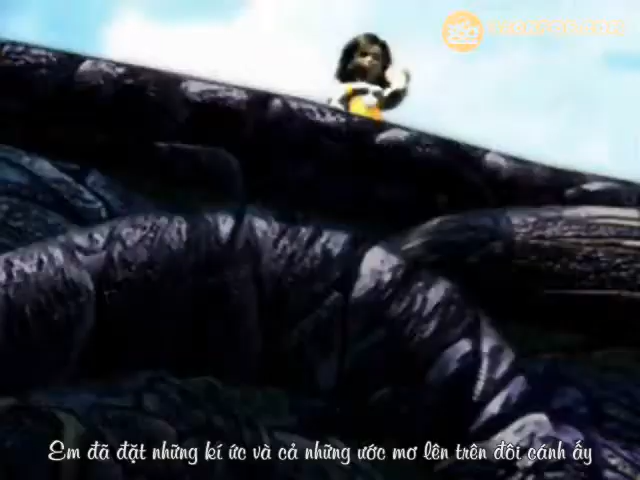 Em đã đặt những kí ức và cả những ước mơ lên trên đôi cánh ấy